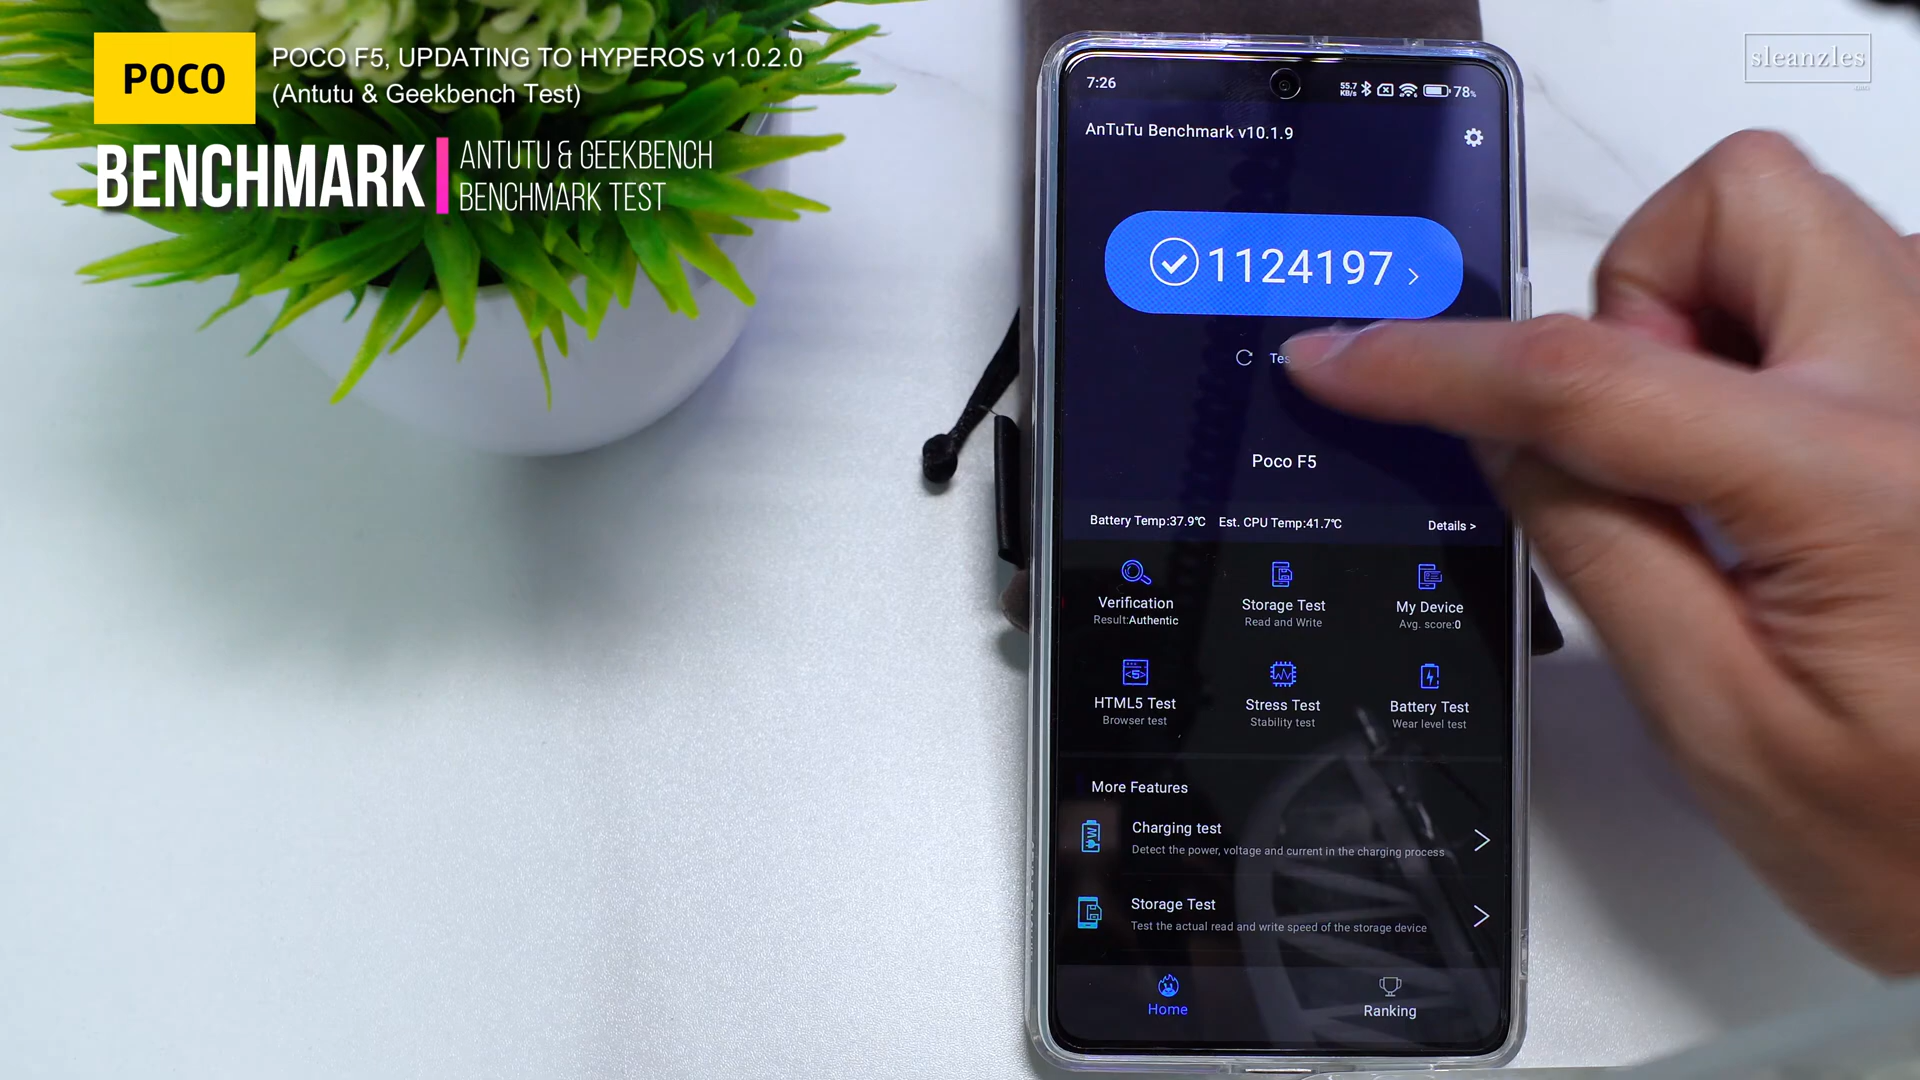 POCO
POCO F5, UPDATING TO HYPEROS v1.0.2.0
(Antutu & Geekbench Test)
BENCHMARK
ANTUTU & GEEKBENCH
BENCHMARK TEST
sleanzles
7:26
55.7
KB/s
78%
AnTuTu Benchmark v10.1.9
1124197
Poco F5
Battery Temp:37.9℃ Est. CPU Temp:41.7℃ Details >
Verification
Result:Authentic
Storage Test
Read and Write
My Device
Avg. score:0
HTML5 Test
Browser test
Stress Test
Stability test
Battery Test
Wear level test
More Features
Charging test
Detect the power, voltage and current in the charging process
Storage Test
Test the actual read and write speed of the storage device
Home
Ranking